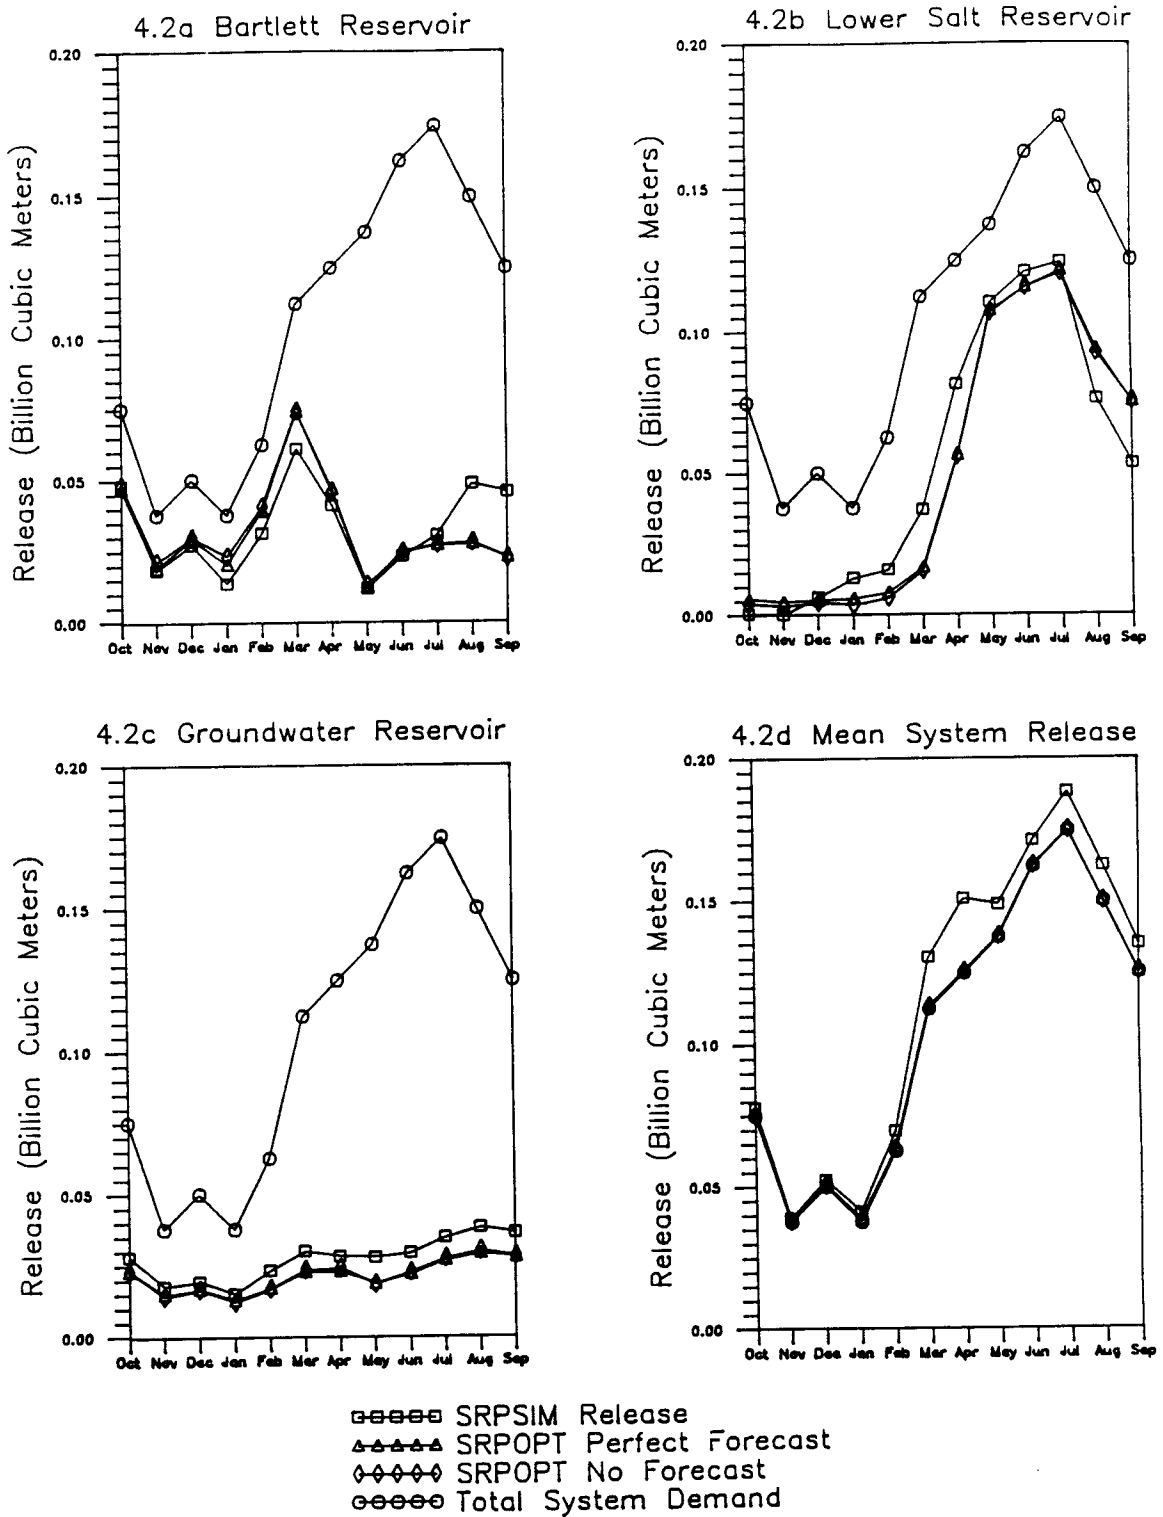 4.2a Bartlett Reservoir
4.2b Lower Salt Reservoir
Release (Billion Cubic Meters)
0.20
0.15
0.10
0.05
0.00
Oct Nov Dec Jan Feb Mar Apr May Jun Jul Aug Sep
Release (Billion Cubic Meters)
0.20
0.15
0.10
0.05
0.00
Oct Nov Dec Jan Feb Mar Apr May Jun Jul Aug Sep
4.2c Groundwater Reservoir
4.2d Mean System Release
Release (Billion Cubic Meters)
0.20
0.15
0.10
0.05
0.00
Oct Nov Dec Jan Feb Mar Apr May Jun Jul Aug Sep
Release (Billion Cubic Meters)
0.20
0.15
0.10
0.05
0.00
Oct Nov Dec Jan Feb Mar Apr May Jun Jul Aug Sep
SRPSIM Release
SRPOPT Perfect Forecast
SRPOPT No Forecast
Total System Demand